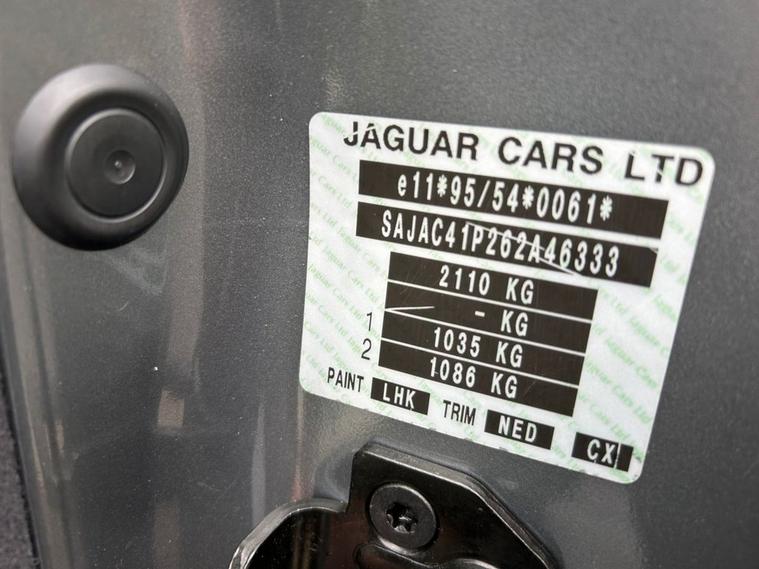 JAGUAR CARS LTD
e11*95/54*0061*
SAJAC41P262A46333
2110 KG
- KG
1 1035 KG
2 1086 KG
PAINT LHK TRIM NED CX